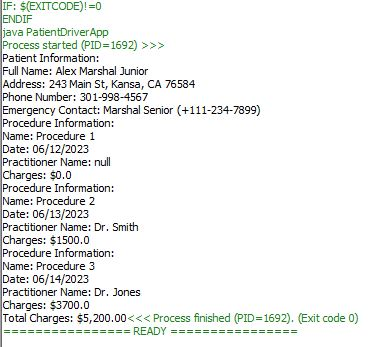 IF: $(EXITCODE)!=0
ENDIF
java PatientDriverApp
Process started (PID=1692) >>>
Patient Information:
Full Name: Alex Marshal Junior
Address: 243 Main St, Kansa, CA 76584
Phone Number: 301-998-4567
Emergency Contact: Marshal Senior (+111-234-7899)
Procedure Information:
Name: Procedure 1
Date: 06/12/2023
Practitioner Name: null
Charges: $0.0
Procedure Information:
Name: Procedure 2
Date: 06/13/2023
Practitioner Name: Dr. Smith
Charges: $1500.0
Procedure Information:
Name: Procedure 3
Date: 06/14/2023
Practitioner Name: Dr. Jones
Charges: $3700.0
Total Charges: $5,200.00<<< Process finished (PID=1692). (Exit code 0)
================ READY ================